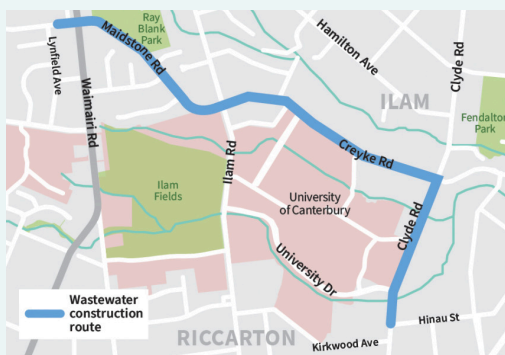 Ray
Blank
Park
Maidstone Rd
Lynfield Ave
Waimairi Rd
Hamilton Ave
Clyde Rd
ILAM
Fendalton
Park
Creyke Rd
Ilam Rd
Ilam
Fields
University
of Canterbury
Clyde Rd
University Dr
Wastewater
construction
route
RICCARTON
Hinau St
Kirkwood Ave